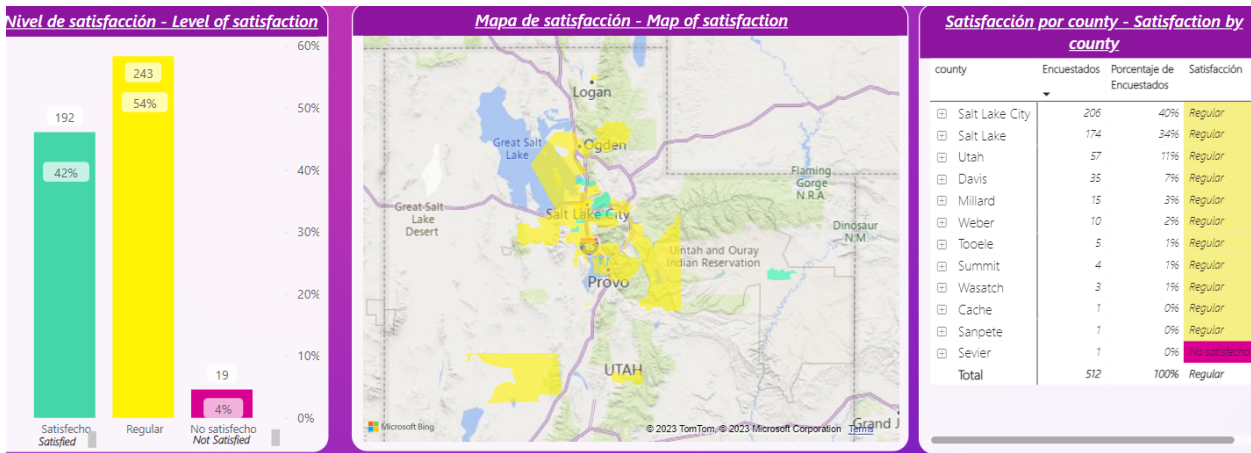 Nivel de satisfacción - Level of satisfaction
60%
50%
40%
30%
20%
10%
0%
192
42%
243
54%
19
4%
Satisfecho Regular No satisfecho
Satisfied Not Satisfied
Mapa de satisfacción - Map of satisfaction
Logan
Great Salt
Lake
Ogden
Flaming
Gorge
N.R.A.
Great Salt
Lake
Desert
Salt Lake City
Dinosaur
N.M.
Uintah and Ouray
Indian Reservation
Provo
UTAH
Microsoft Bing
© 2023 TomTom, © 2023 Microsoft Corporation Terms
Grand J
Satisfacción por county - Satisfaction by
county
county Encuestados Porcentaje de Satisfacción
Encuestados
Salt Lake City 206 40% Regular
Salt Lake 174 34% Regular
Utah 57 11% Regular
Davis 35 7% Regular
Millard 15 3% Regular
Weber 10 2% Regular
Tooele 5 1% Regular
Summit 4 1% Regular
Wasatch 3 1% Regular
Cache 1 0% Regular
Sanpete 1 0% Regular
Sevier 1 0% No satisfecho
Total 512 100% Regular